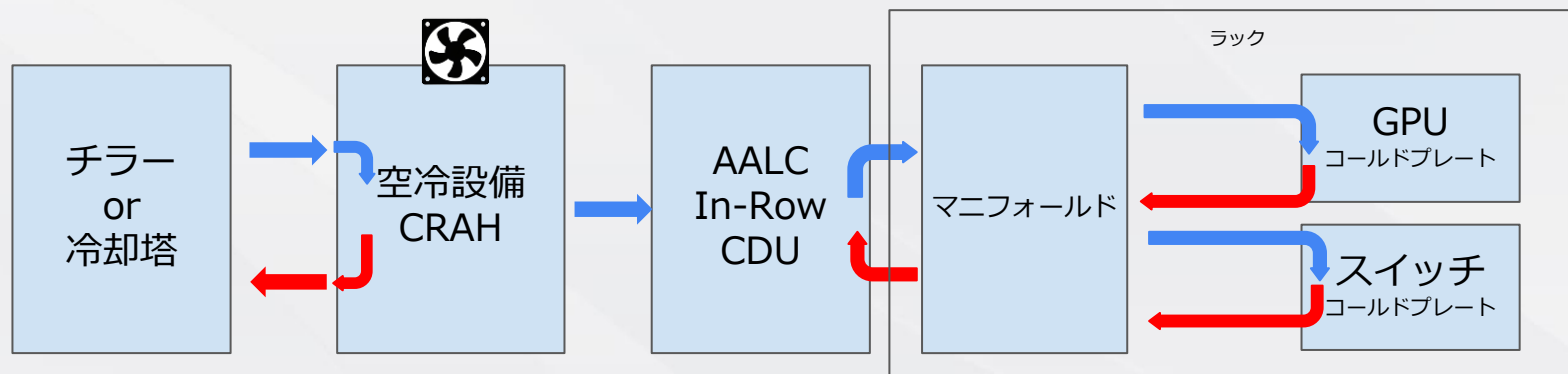 ラック
チラー
or
冷却塔
空冷設備
CRAH
AALC
In-Row
CDU
マニフォールド
GPU
コールドプレート
スイッチ
コールドプレート